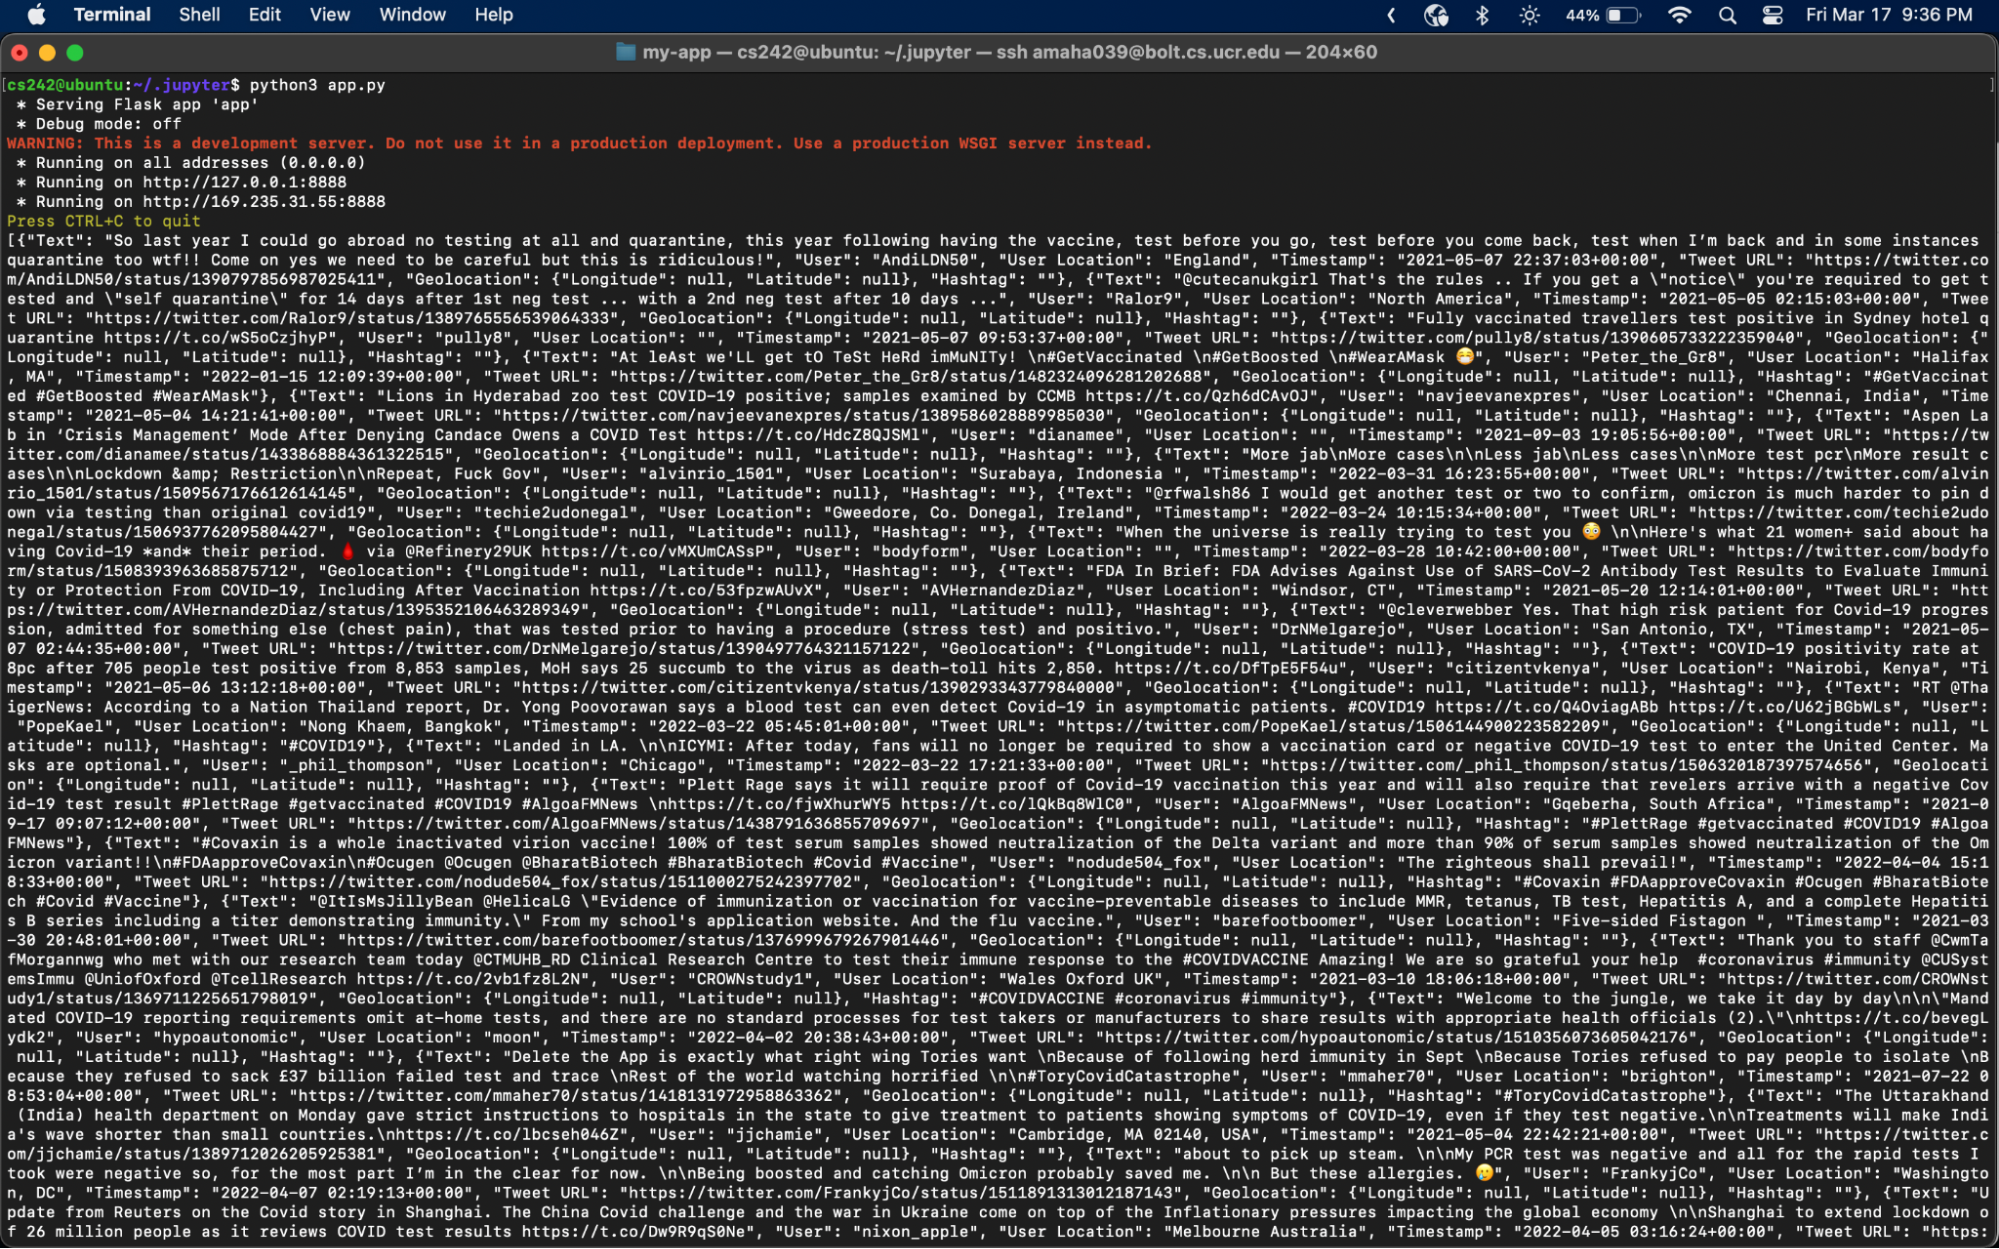 Terminal Shell Edit View Window Help 44% Fri Mar 17 9:36 PM
my-app — cs242@ubuntu: ~/.jupyter — ssh amaha039@bolt.cs.ucr.edu — 204×60
[cs242@ubuntu:~/.jupyter$ python3 app.py ]
 * Serving Flask app 'app'
 * Debug mode: off
WARNING: This is a development server. Do not use it in a production deployment. Use a production WSGI server instead.
 * Running on all addresses (0.0.0.0)
 * Running on http://127.0.0.1:8888
 * Running on http://169.235.31.55:8888
Press CTRL+C to quit
[{"Text": "So last year I could go abroad no testing at all and quarantine, this year following having the vaccine, test before you go, test before you come back, test when I’m back and in some instances
quarantine too wtf!! Come on yes we need to be careful but this is ridiculous!", "User": "AndiLDN50", "User Location": "England", "Timestamp": "2021-05-07 22:37:03+00:00", "Tweet URL": "https://twitter.co
m/AndiLDN50/status/1390797856987025411", "Geolocation": {"Longitude": null, "Latitude": null}, "Hashtag": ""}, {"Text": "@cutecanukgirl That's the rules .. If you get a \"notice\" you're required to get t
ested and \"self quarantine\" for 14 days after 1st neg test ... with a 2nd neg test after 10 days ...", "User": "Ralor9", "User Location": "North America", "Timestamp": "2021-05-05 02:15:03+00:00", "Twee
t URL": "https://twitter.com/Ralor9/status/1389765556539064333", "Geolocation": {"Longitude": null, "Latitude": null}, "Hashtag": ""}, {"Text": "Fully vaccinated travellers test positive in Sydney hotel q
uarantine https://t.co/wS5oCzjhyP", "User": "pully8", "User Location": "", "Timestamp": "2021-05-07 09:53:37+00:00", "Tweet URL": "https://twitter.com/pully8/status/1390605733222359040", "Geolocation": {"
Longitude": null, "Latitude": null}, "Hashtag": ""}, {"Text": "At leAst we'LL get tO TeSt HeRd imMuNITy! \n#GetVaccinated \n#GetBoosted \n#WearAMask 😷", "User": "Peter_the_Gr8", "User Location": "Halifax
, MA", "Timestamp": "2022-01-15 12:09:39+00:00", "Tweet URL": "https://twitter.com/Peter_the_Gr8/status/1482324096281202688", "Geolocation": {"Longitude": null, "Latitude": null}, "Hashtag": "#GetVaccinat
ed #GetBoosted #WearAMask"}, {"Text": "Lions in Hyderabad zoo test COVID-19 positive; samples examined by CCMB https://t.co/Qzh6dCAvOJ", "User": "navjeevanexpres", "User Location": "Chennai, India", "Time
stamp": "2021-05-04 14:21:41+00:00", "Tweet URL": "https://twitter.com/navjeevanexpres/status/1389586028889985030", "Geolocation": {"Longitude": null, "Latitude": null}, "Hashtag": ""}, {"Text": "Aspen La
b in ‘Crisis Management’ Mode After Denying Candace Owens a COVID Test https://t.co/HdcZ8QJSMl", "User": "dianamee", "User Location": "", "Timestamp": "2021-09-03 19:05:56+00:00", "Tweet URL": "https://tw
itter.com/dianamee/status/1433868884361322515", "Geolocation": {"Longitude": null, "Latitude": null}, "Hashtag": ""}, {"Text": "More jab\nMore cases\n\nLess jab\nLess cases\n\nMore test pcr\nMore result c
ases\n\nLockdown &amp; Restriction\n\nRepeat, Fuck Gov", "User": "alvinrio_1501", "User Location": "Surabaya, Indonesia ", "Timestamp": "2022-03-31 16:23:55+00:00", "Tweet URL": "https://twitter.com/alvin
rio_1501/status/1509567176612614145", "Geolocation": {"Longitude": null, "Latitude": null}, "Hashtag": ""}, {"Text": "@rfwalsh86 I would get another test or two to confirm, omicron is much harder to pin d
own via testing than original covid19", "User": "techie2udonegal", "User Location": "Gweedore, Co. Donegal, Ireland", "Timestamp": "2022-03-24 10:15:34+00:00", "Tweet URL": "https://twitter.com/techie2udo
negal/status/1506937762095804427", "Geolocation": {"Longitude": null, "Latitude": null}, "Hashtag": ""}, {"Text": "When the universe is really trying to test you 😳 \n\nHere's what 21 women+ said about ha
ving Covid-19 *and* their period. 🩸 via @Refinery29UK https://t.co/vMXUmCASsP", "User": "bodyform", "User Location": "", "Timestamp": "2022-03-28 10:42:00+00:00", "Tweet URL": "https://twitter.com/bodyfo
rm/status/1508393963685875712", "Geolocation": {"Longitude": null, "Latitude": null}, "Hashtag": ""}, {"Text": "FDA In Brief: FDA Advises Against Use of SARS-CoV-2 Antibody Test Results to Evaluate Immuni
ty or Protection From COVID-19, Including After Vaccination https://t.co/53fpzwAUvX", "User": "AVHernandezDiaz", "User Location": "Windsor, CT", "Timestamp": "2021-05-20 12:14:01+00:00", "Tweet URL": "htt
ps://twitter.com/AVHernandezDiaz/status/1395352106463289349", "Geolocation": {"Longitude": null, "Latitude": null}, "Hashtag": ""}, {"Text": "@cleverwebber Yes. That high risk patient for Covid-19 progres
sion, admitted for something else (chest pain), that was tested prior to having a procedure (stress test) and positivo.", "User": "DrNMelgarejo", "User Location": "San Antonio, TX", "Timestamp": "2021-05-
07 02:44:35+00:00", "Tweet URL": "https://twitter.com/DrNMelgarejo/status/1390497764321157122", "Geolocation": {"Longitude": null, "Latitude": null}, "Hashtag": ""}, {"Text": "COVID-19 positivity rate at
8pc after 705 people test positive from 8,853 samples, MoH says 25 succumb to the virus as death-toll hits 2,850. https://t.co/DfTpE5F54u", "User": "citizentvkenya", "User Location": "Nairobi, Kenya", "Ti
mestamp": "2021-05-06 13:12:18+00:00", "Tweet URL": "https://twitter.com/citizentvkenya/status/1390293343779840000", "Geolocation": {"Longitude": null, "Latitude": null}, "Hashtag": ""}, {"Text": "RT @Tha
igerNews: According to a Nation Thailand report, Dr. Yong Poovorawan says a blood test can even detect Covid-19 in asymptomatic patients. #COVID19 https://t.co/Q4OviagABb https://t.co/U62jBGbWLs", "User":
 "PopeKael", "User Location": "Nong Khaem, Bangkok", "Timestamp": "2022-03-22 05:45:01+00:00", "Tweet URL": "https://twitter.com/PopeKael/status/1506144900223582209", "Geolocation": {"Longitude": null, "L
atitude": null}, "Hashtag": "#COVID19"}, {"Text": "Landed in LA. \n\nICYMI: After today, fans will no longer be required to show a vaccination card or negative COVID-19 test to enter the United Center. Ma
sks are optional.", "User": "_phil_thompson", "User Location": "Chicago", "Timestamp": "2022-03-22 17:21:33+00:00", "Tweet URL": "https://twitter.com/_phil_thompson/status/1506320187397574656", "Geolocati
on": {"Longitude": null, "Latitude": null}, "Hashtag": ""}, {"Text": "Plett Rage says it will require proof of Covid-19 vaccination this year and will also require that revelers arrive with a negative Cov
id-19 test result #PlettRage #getvaccinated #COVID19 #AlgoaFMNews \nhttps://t.co/fjwXhurWY5 https://t.co/lQkBq8WlC0", "User": "AlgoaFMNews", "User Location": "Gqeberha, South Africa", "Timestamp": "2021-0
9-17 09:07:12+00:00", "Tweet URL": "https://twitter.com/AlgoaFMNews/status/1438791636855709697", "Geolocation": {"Longitude": null, "Latitude": null}, "Hashtag": "#PlettRage #getvaccinated #COVID19 #Algoa
FMNews"}, {"Text": "#Covaxin is a whole inactivated virion vaccine! 100% of test serum samples showed neutralization of the Delta variant and more than 90% of serum samples showed neutralization of the Om
icron variant!!\n#FDAapproveCovaxin\n#Ocugen @Ocugen @BharatBiotech #BharatBiotech #Covid #Vaccine", "User": "nodude504_fox", "User Location": "The righteous shall prevail!", "Timestamp": "2022-04-04 15:1
8:33+00:00", "Tweet URL": "https://twitter.com/nodude504_fox/status/1511000275242397702", "Geolocation": {"Longitude": null, "Latitude": null}, "Hashtag": "#Covaxin #FDAapproveCovaxin #Ocugen #BharatBiote
ch #Covid #Vaccine"}, {"Text": "@ItIsMsJillyBean @HelicaLG \"Evidence of immunization or vaccination for vaccine-preventable diseases to include MMR, tetanus, TB test, Hepatitis A, and a complete Hepatiti
s B series including a titer demonstrating immunity.\" From my school's application website. And the flu vaccine.", "User": "barefootboomer", "User Location": "Five-sided Fistagon ", "Timestamp": "2021-03
-30 20:48:01+00:00", "Tweet URL": "https://twitter.com/barefootboomer/status/1376999679267901446", "Geolocation": {"Longitude": null, "Latitude": null}, "Hashtag": ""}, {"Text": "Thank you to staff @CwmTa
fMorgannwg who met with our research team today @CTMUHB_RD Clinical Research Centre to test their immune response to the #COVIDVACCINE Amazing! We are so grateful your help  #coronavirus #immunity @CUSyst
emsImmu @UniofOxford @TcellResearch https://t.co/2vb1fz8L2N", "User": "CROWNstudy1", "User Location": "Wales Oxford UK", "Timestamp": "2021-03-10 18:06:18+00:00", "Tweet URL": "https://twitter.com/CROWNst
udy1/status/1369711225651798019", "Geolocation": {"Longitude": null, "Latitude": null}, "Hashtag": "#COVIDVACCINE #coronavirus #immunity"}, {"Text": "Welcome to the jungle, we take it day by day\n\n\"Mand
ated COVID-19 reporting requirements omit at-home tests, and there are no standard processes for test takers or manufacturers to share results with appropriate health officials (2).\"\nhttps://t.co/bevegL
ydk2", "User": "hypoautonomic", "User Location": "moon", "Timestamp": "2022-04-02 20:38:43+00:00", "Tweet URL": "https://twitter.com/hypoautonomic/status/1510356073605042176", "Geolocation": {"Longitude":
 null, "Latitude": null}, "Hashtag": ""}, {"Text": "Delete the App is exactly what right wing Tories want \nBecause of following herd immunity in Sept \nBecause Tories refused to pay people to isolate \nB
ecause they refused to sack £37 billion failed test and trace \nRest of the world watching horrified \n\n#ToryCovidCatastrophe", "User": "mmaher70", "User Location": "brighton", "Timestamp": "2021-07-22 0
8:53:04+00:00", "Tweet URL": "https://twitter.com/mmaher70/status/1418131972958863362", "Geolocation": {"Longitude": null, "Latitude": null}, "Hashtag": "#ToryCovidCatastrophe"}, {"Text": "The Uttarakhand
 (India) health department on Monday gave strict instructions to hospitals in the state to give treatment to patients showing symptoms of COVID-19, even if they test negative.\n\nTreatments will make Indi
a's wave shorter than small countries.\nhttps://t.co/lbcseh046Z", "User": "jjchamie", "User Location": "Cambridge, MA 02140, USA", "Timestamp": "2021-05-04 22:42:21+00:00", "Tweet URL": "https://twitter.c
om/jjchamie/status/1389712026205925381", "Geolocation": {"Longitude": null, "Latitude": null}, "Hashtag": ""}, {"Text": "about to pick up steam. \n\nMy PCR test was negative and all for the rapid tests I
took were negative so, for the most part I’m in the clear for now. \n\nBeing boosted and catching Omicron probably saved me. \n\n But these allergies. 🥲", "User": "FrankyjCo", "User Location": "Washingto
n, DC", "Timestamp": "2022-04-07 02:19:13+00:00", "Tweet URL": "https://twitter.com/FrankyjCo/status/1511891313012187143", "Geolocation": {"Longitude": null, "Latitude": null}, "Hashtag": ""}, {"Text": "U
pdate from Reuters on the Covid story in Shanghai. The China Covid challenge and the war in Ukraine come on top of the Inflationary pressures impacting the global economy \n\nShanghai to extend lockdown o
f 26 million people as it reviews COVID test results https://t.co/Dw9R9qS0Ne", "User": "nixon_apple", "User Location": "Melbourne Australia", "Timestamp": "2022-04-05 03:16:24+00:00", "Tweet URL": "https: